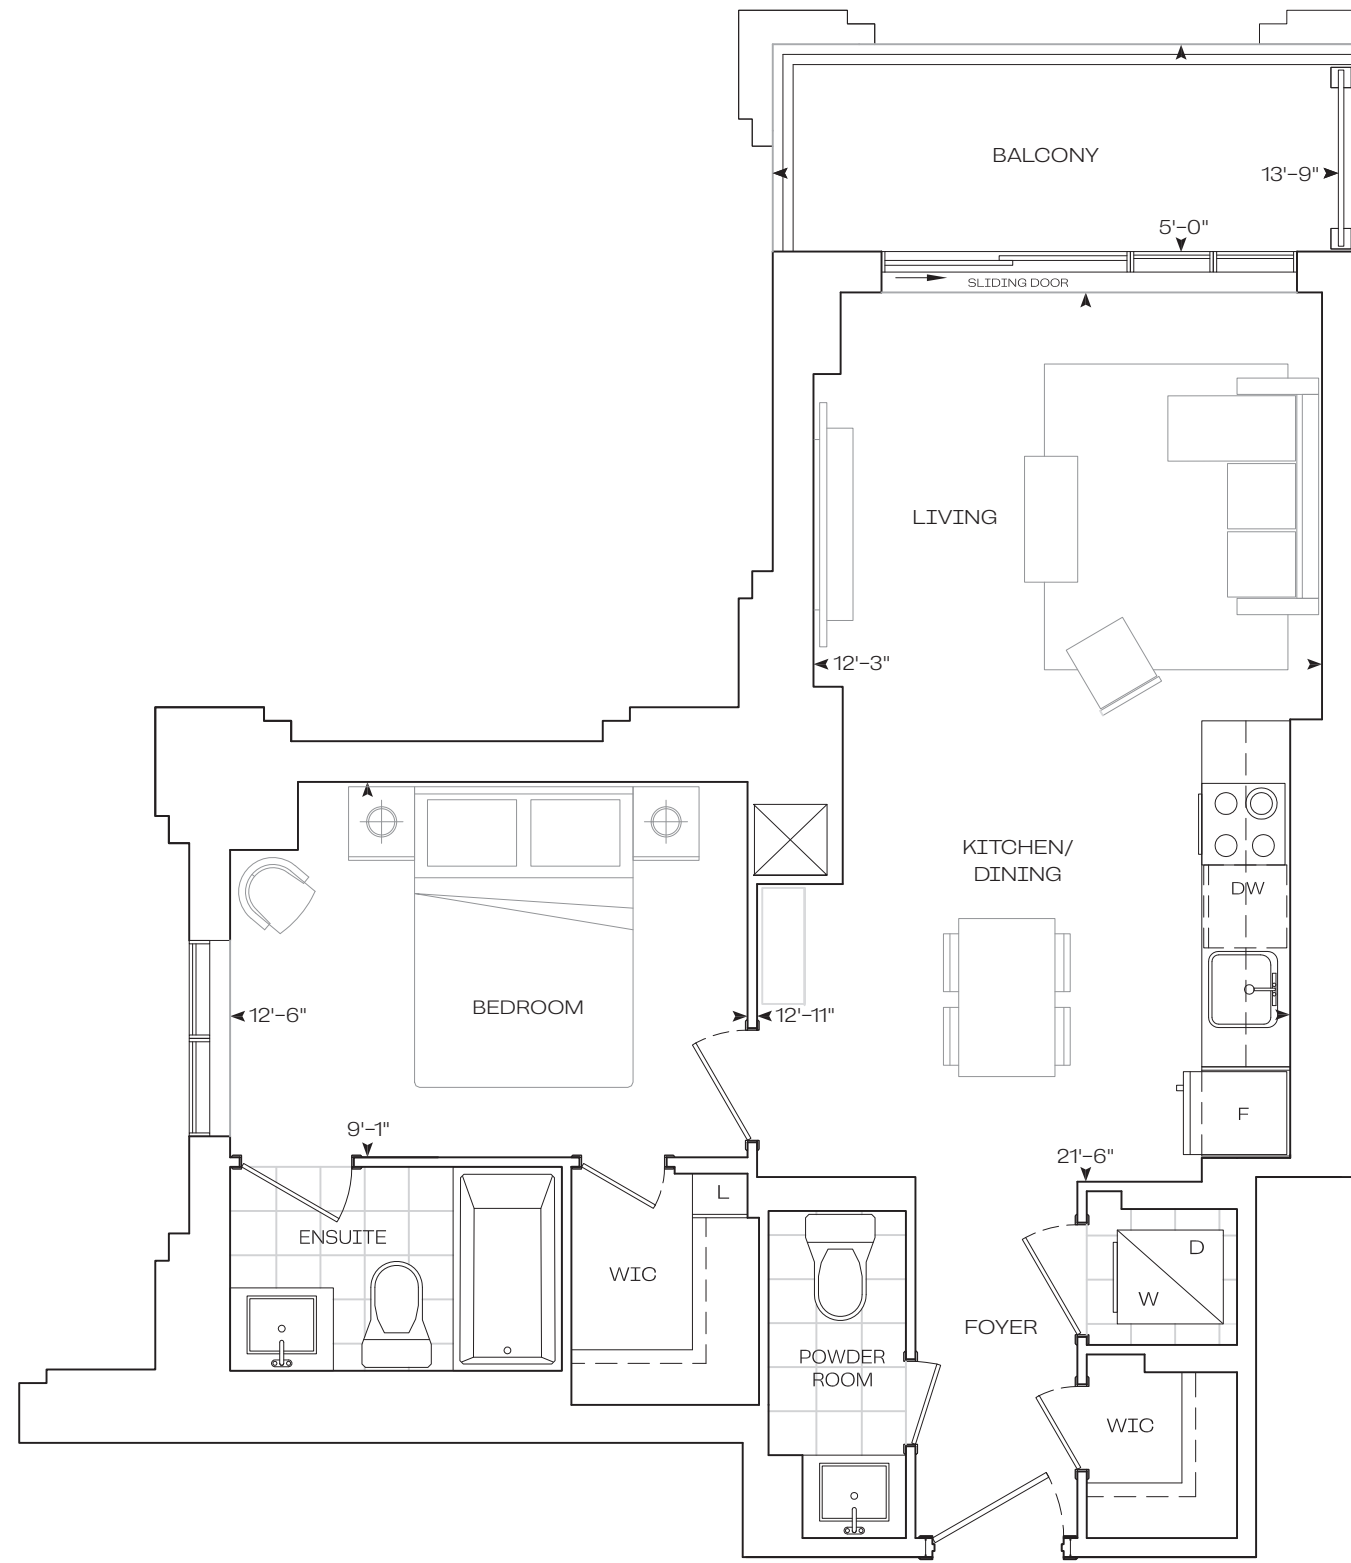 BALCONY
13'-9"
5'-0"
SLIDING DOOR
LIVING
12'-3"
KITCHEN/
DINING
DW
BEDROOM
12'-6"
12'-11"
F
9'-1"
21'-6"
L
ENSUITE
D
WIC
W
FOYER
POWDER
ROOM
WIC